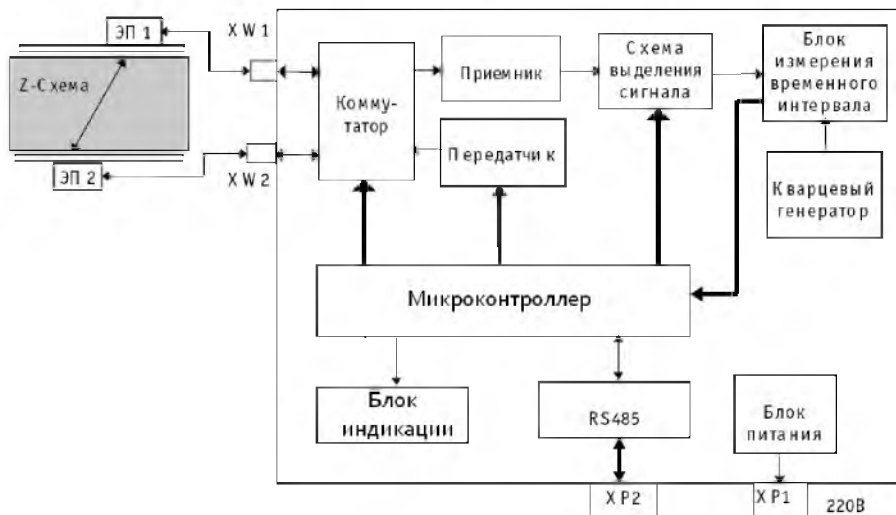 ЭП 1
XW1
Z-Схема
ЭП 2
XW2
Комму-
татор
Приемник
Передатчик
Схема
выделения
сигнала
Блок
измерения
временного
интервала
Кварцевый
генератор
Микроконтроллер
Блок
индикации
RS485
Блок
питания
XP2
XP1
220В